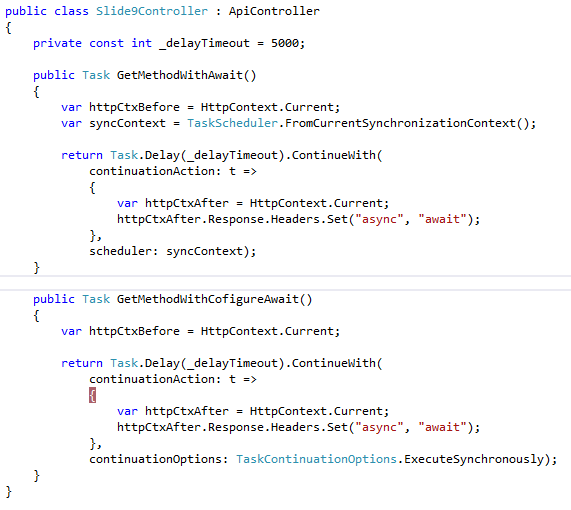 public class Slide9Controller : ApiController
{
    private const int _delayTimeout = 5000;

    public Task GetMethodWithAwait()
    {
        var httpCtxBefore = HttpContext.Current;
        var syncContext = TaskScheduler.FromCurrentSynchronizationContext();

        return Task.Delay(_delayTimeout).ContinueWith(
            continuationAction: t =>
            {
                var httpCtxAfter = HttpContext.Current;
                httpCtxAfter.Response.Headers.Set("async", "await");
            },
            scheduler: syncContext);
    }

    public Task GetMethodWithCofigureAwait()
    {
        var httpCtxBefore = HttpContext.Current;

        return Task.Delay(_delayTimeout).ContinueWith(
            continuationAction: t =>
            {
                var httpCtxAfter = HttpContext.Current;
                httpCtxAfter.Response.Headers.Set("async", "await");
            },
            continuationOptions: TaskContinuationOptions.ExecuteSynchronously);
    }
}